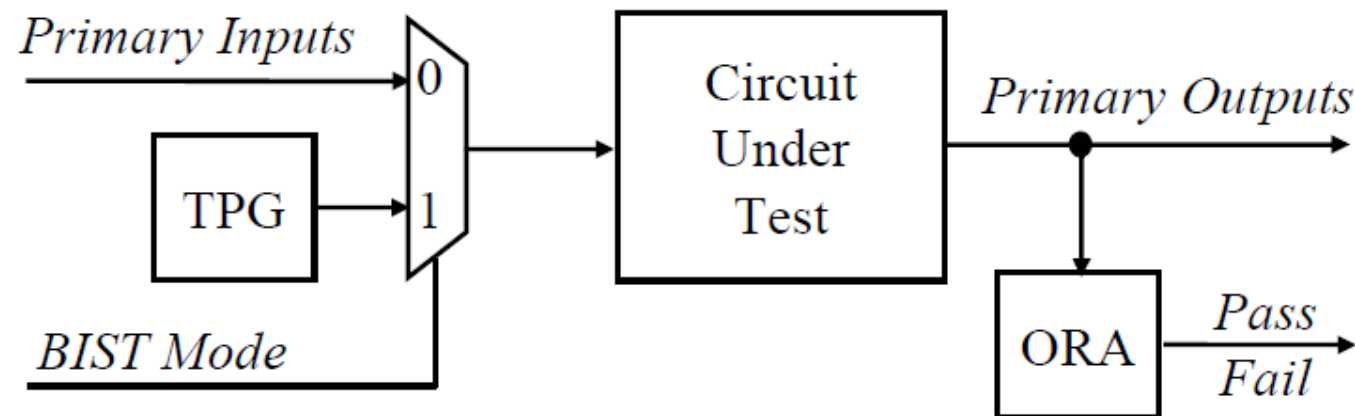 Primary Inputs
0
TPG
1
BIST Mode
Circuit
Under
Test
Primary Outputs
ORA
Pass
Fail